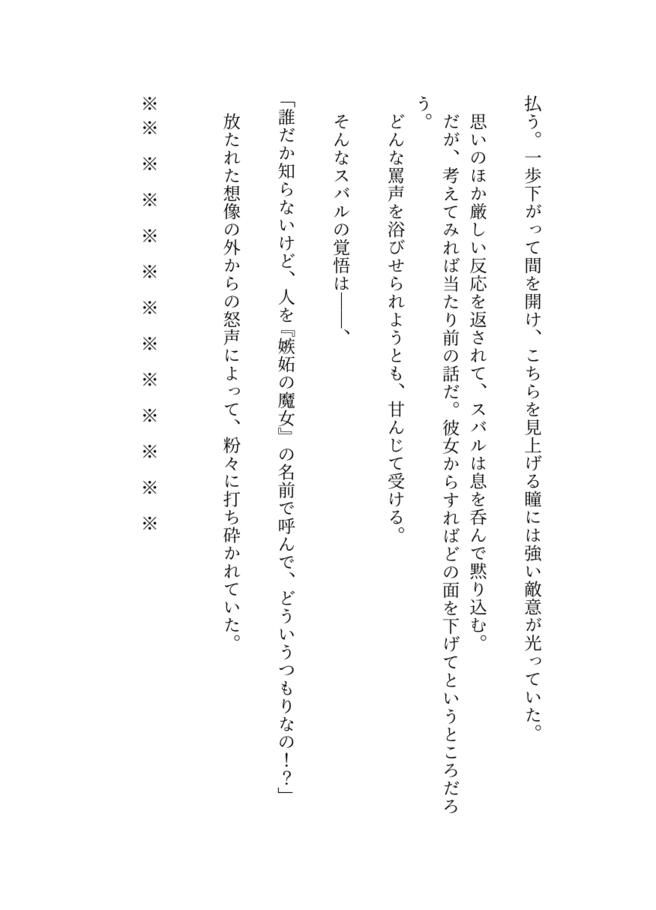 払う。一歩下がって間を開け、こちらを見上げる瞳には強い敵意が光っていた。
思いのほか厳しい反応を返されて、スバルは息を呑んで黙り込む。
だが、考えてみれば当たり前の話だ。彼女からすればどの面を下げてというところだろ
う。
どんな罵声を浴びせられようとも、甘んじて受ける。
そんなスバルの覚悟は――、
「誰だか知らないけど、人を『嫉妬の魔女』の名前で呼んで、どういうつもりなの!?」
放たれた想像の外からの怒声によって、粉々に打ち砕かれていた。
※※ ※ ※ ※ ※ ※ ※ ※ ※ ※ ※ ※